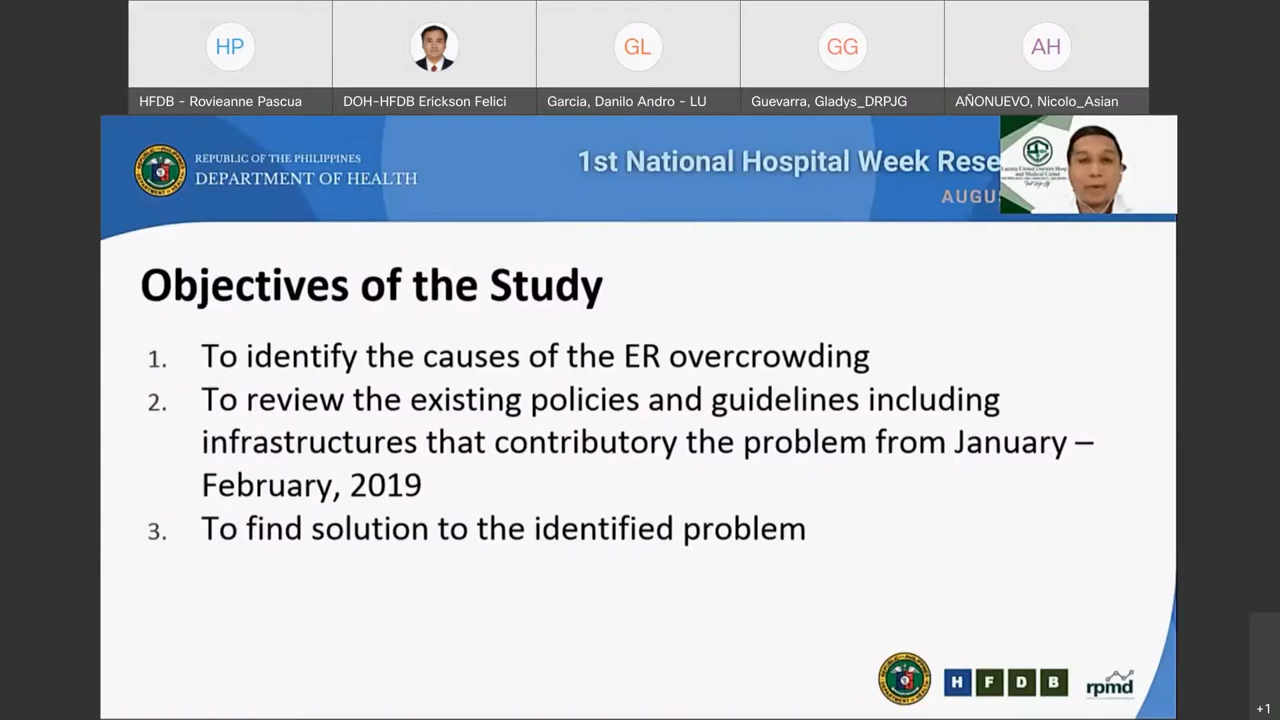 HP
GL
GG
AH
HFDB - Rovieanne Pascua
DOH-HFDB Erickson Felici
Garcia, Danilo Andro - LU
Guevarra, Gladys_DRPJG
AÑONUEVO, Nicolo_Asian
REPUBLIC OF THE PHILIPPINES
DEPARTMENT OF HEALTH
1st National Hospital Week Rese
AUGU
Objectives of the Study
1. To identify the causes of the ER overcrowding
2. To review the existing policies and guidelines including
infrastructures that contributory the problem from January –
February, 2019
3. To find solution to the identified problem
H F D B
rpmd
+1